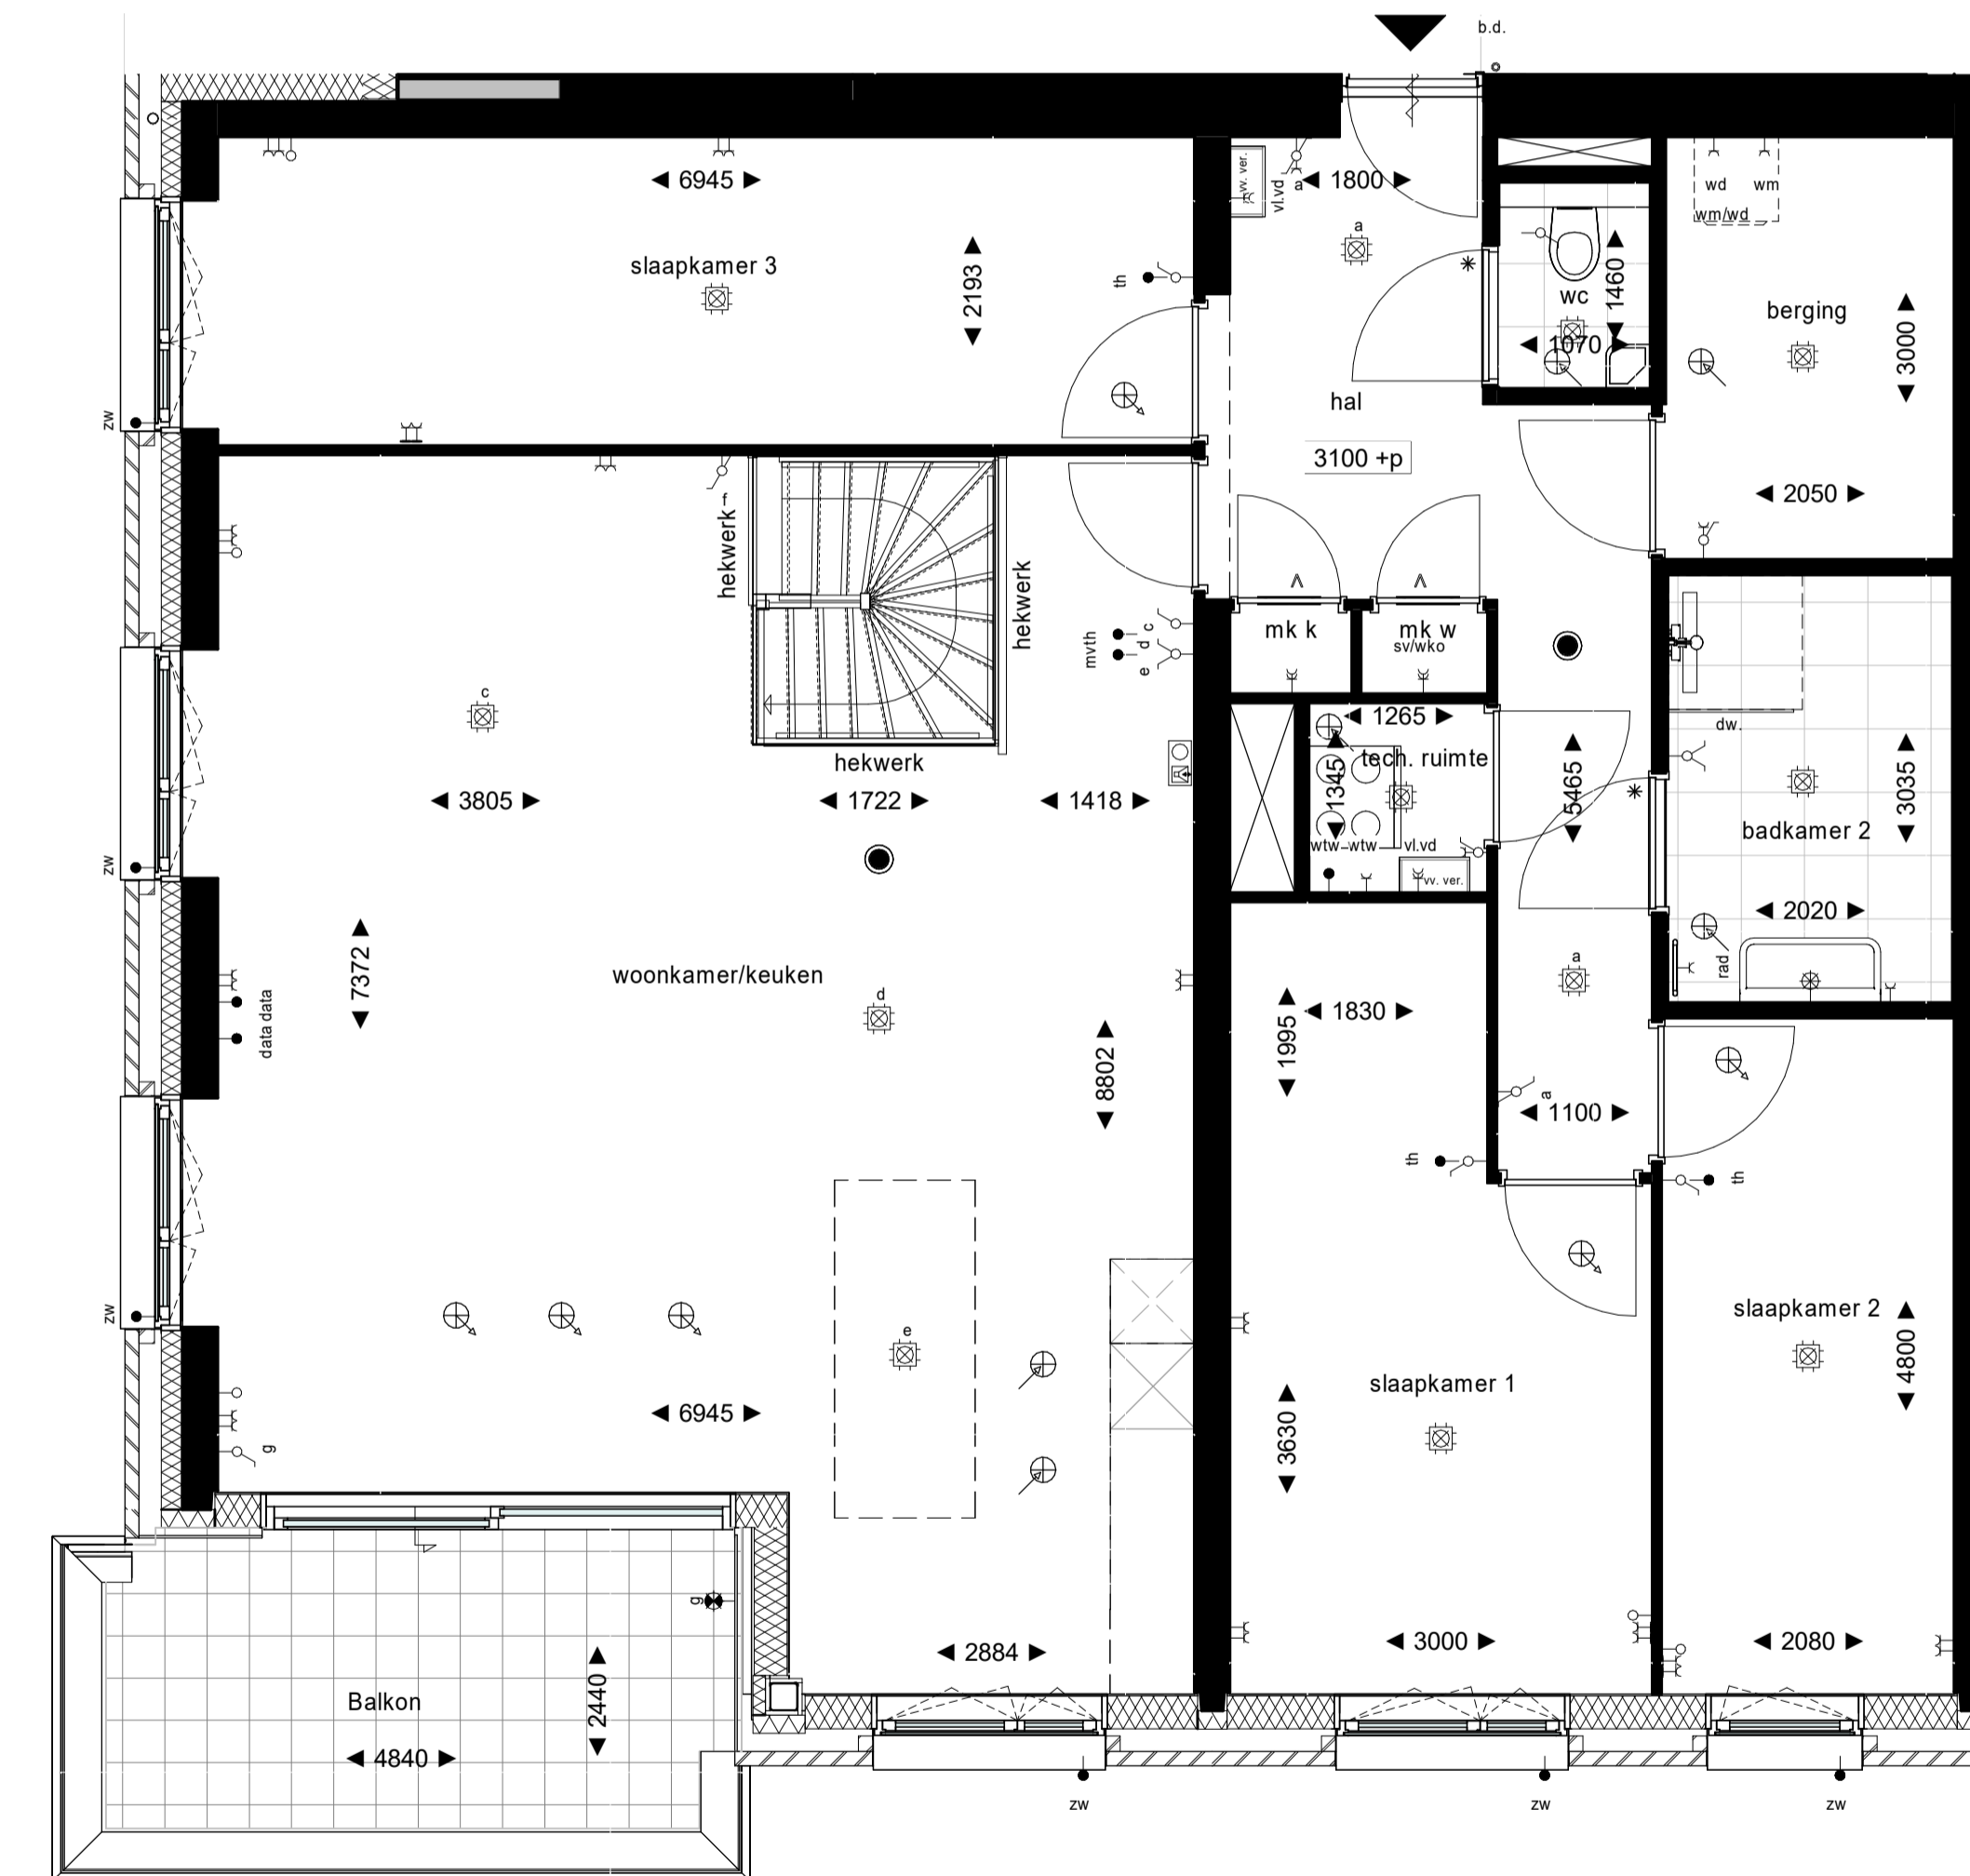 b.d.
6945
slaapkamer 3
2193
th
vv. ver.
vl.vd
a
1800
a
wc
1460
1070
wd wm
wm/wd
berging
3000
2050
hal
3100 +p
zw
f
hekwerk
hekwerk
hekwerk
mvth
c
d
e
mk k
mk w
sv/wko
1265
tech. ruimte
1345
wtw wtw vl.vd
vv. ver.
5465
dw.
badkamer 2
3035
2020
rad
c
3805
1722
1418
zw
7372
data data
woonkamer/keuken
d
8802
1995
1830
a
a
1100
th
th
zw
e
6945
g
slaapkamer 1
3630
slaapkamer 2
4800
g
2884
3000
2080
Balkon
2440
4840
zw
zw
zw